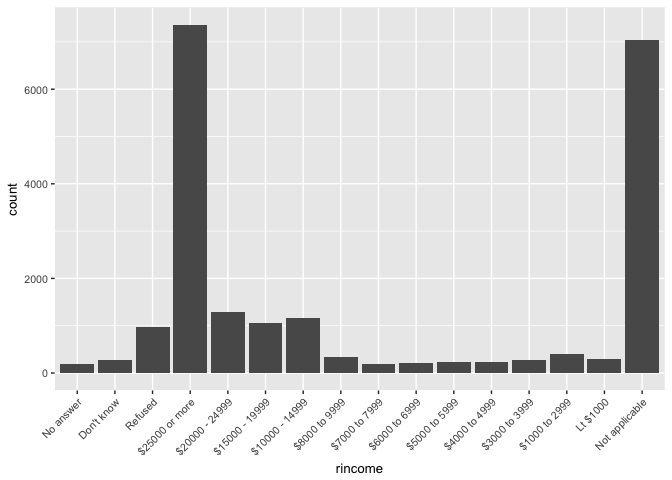 6000
4000
2000
0
count
No answer
Don't know
Refused
$25000 or more
$20000 - 24999
$15000 - 19999
$10000 - 14999
$8000 to 9999
$7000 to 7999
$6000 to 6999
$5000 to 5999
$4000 to 4999
$3000 to 3999
$1000 to 2999
Lt $1000
Not applicable
rincome